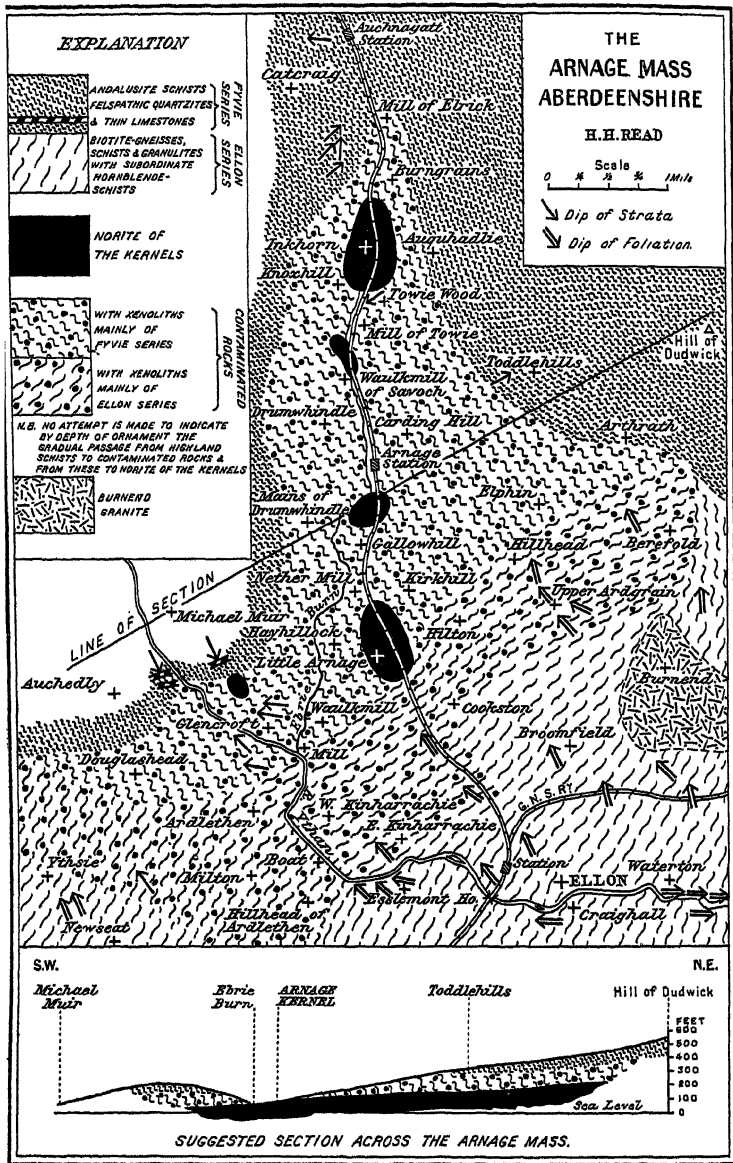 EXPLANATION
ANDALUSITE SCHISTS
FELSPATHIC QUARTZITES
& THIN LIMESTONES
FYVIE
SERIES
BIOTITE-GNEISSES,
SCHISTS & GRANULITES
WITH SUBORDINATE
HORNBLENDE-
SCHISTS
ELLON
SERIES
NORITE OF
THE KERNELS
WITH XENOLITHS
MAINLY OF
FYVIE SERIES
WITH XENOLITHS
MAINLY OF
ELLON SERIES
CONTAMINATED
ROCKS
N.B. NO ATTEMPT IS MADE TO INDICATE
BY DEPTH OF ORNAMENT THE
GRADUAL PASSAGE FROM HIGHLAND
SCHISTS TO CONTAMINATED ROCKS &
FROM THESE TO NORITE OF THE KERNELS
BURNEND
GRANITE
THE
ARNAGE MASS
ABERDEENSHIRE
H.H.READ
Scale
0 ¼ ½ ¾ 1 Mile
Dip of Strata
Dip of Foliation.
Auchnagatt
Station
Catcraig
Mill of Ebrick
Burngrains
Inkhorn
Auquhadlie
Knoxhill
Towie Wood
Mill of Towie
Hill of
Dudwick
Toddlehills
Waulkmill
of Savoch
Drumwhindle
Carding Hill
Arthrath
Arnage
Station
Mains of
Drumwhindle
Elphin
Gallowhill
Hillhead
Berefold
Nether Mill
Kirkhill
Upper Ardgrain
LINE OF SECTION
Burn
Michael Muir
Hayhillock
Hilton
Little Arnage
Auchedly
Burnend
Waulkmill
Cookston
Glencroft
Broomfield
Mill
Douglashead
G.N.S.RY.
W. Kinharrachie
Ardlethen
R. Ythan
E. Kinharrachie
Ythsie
Milton
Boat
Station
ELLON
Waterton
Esslemont Ho.
Craighall
Newseat
Hillhead of
Ardlethen
S.W.
N.E.
Michael
Muir
Ebrie
Burn
ARNAGE
KERNEL
Toddlehills
Hill of Dudwick
FEET
600
500
400
300
200
100
0
Sea Level
SUGGESTED SECTION ACROSS THE ARNAGE MASS.